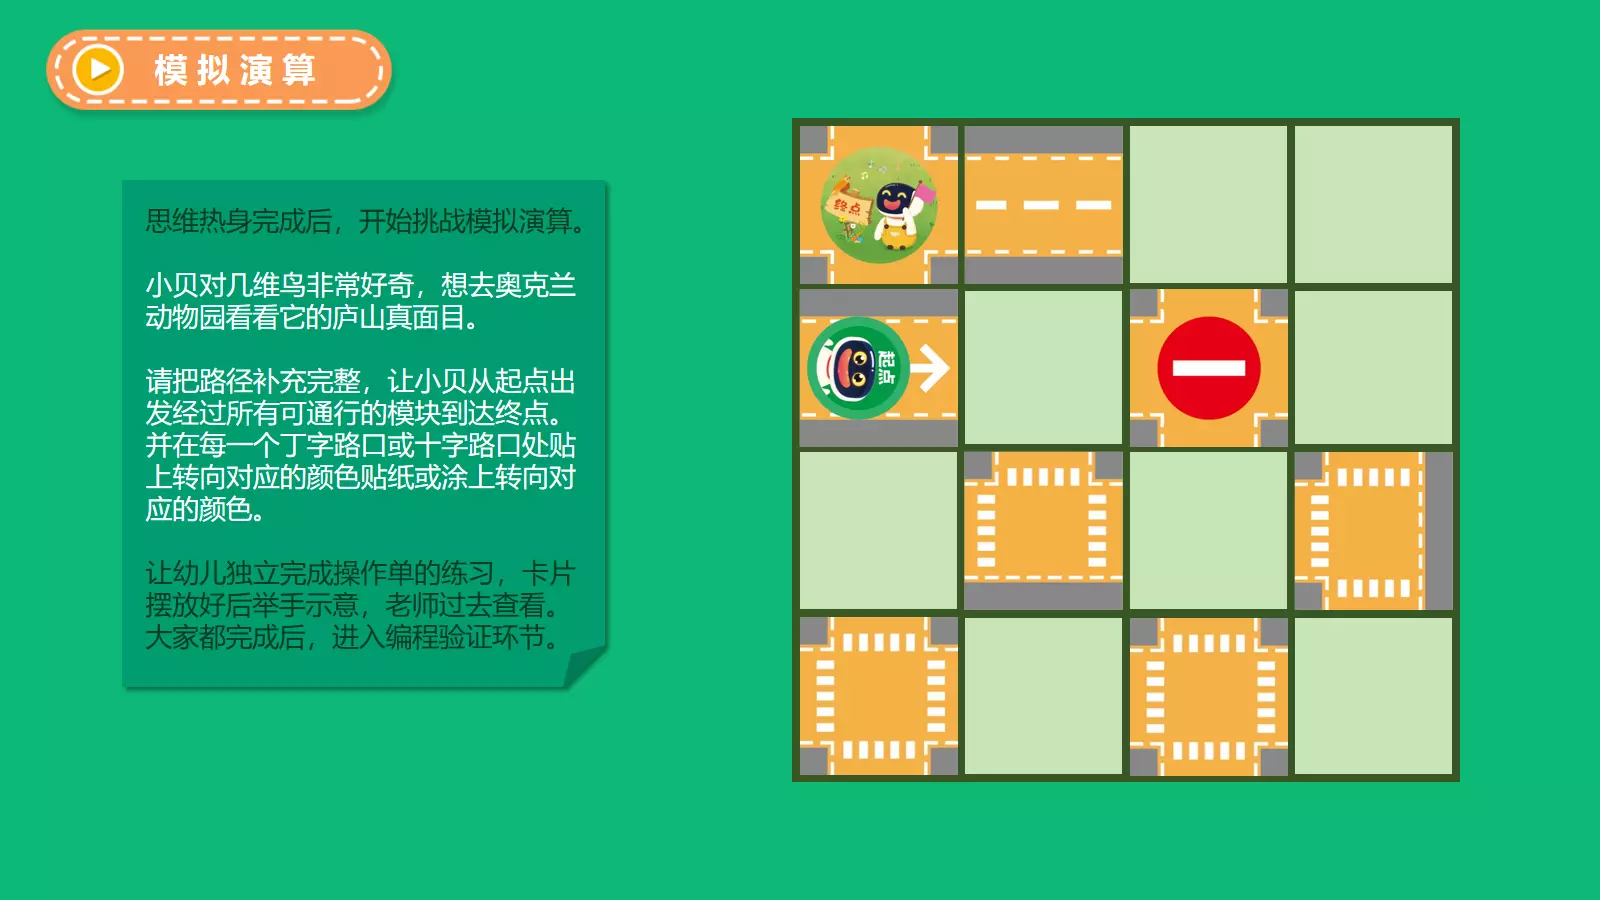 模拟演算
思维热身完成后，开始挑战模拟演算。
小贝对几维鸟非常好奇，想去奥克兰
动物园看看它的庐山真面目。
请把路径补充完整，让小贝从起点出
发经过所有可通行的模块到达终点。
并在每一个丁字路口或十字路口处贴
上转向对应的颜色贴纸或涂上转向对
应的颜色。
让幼儿独立完成操作单的练习，卡片
摆放好后举手示意，老师过去查看。
大家都完成后，进入编程验证环节。
终点
起点